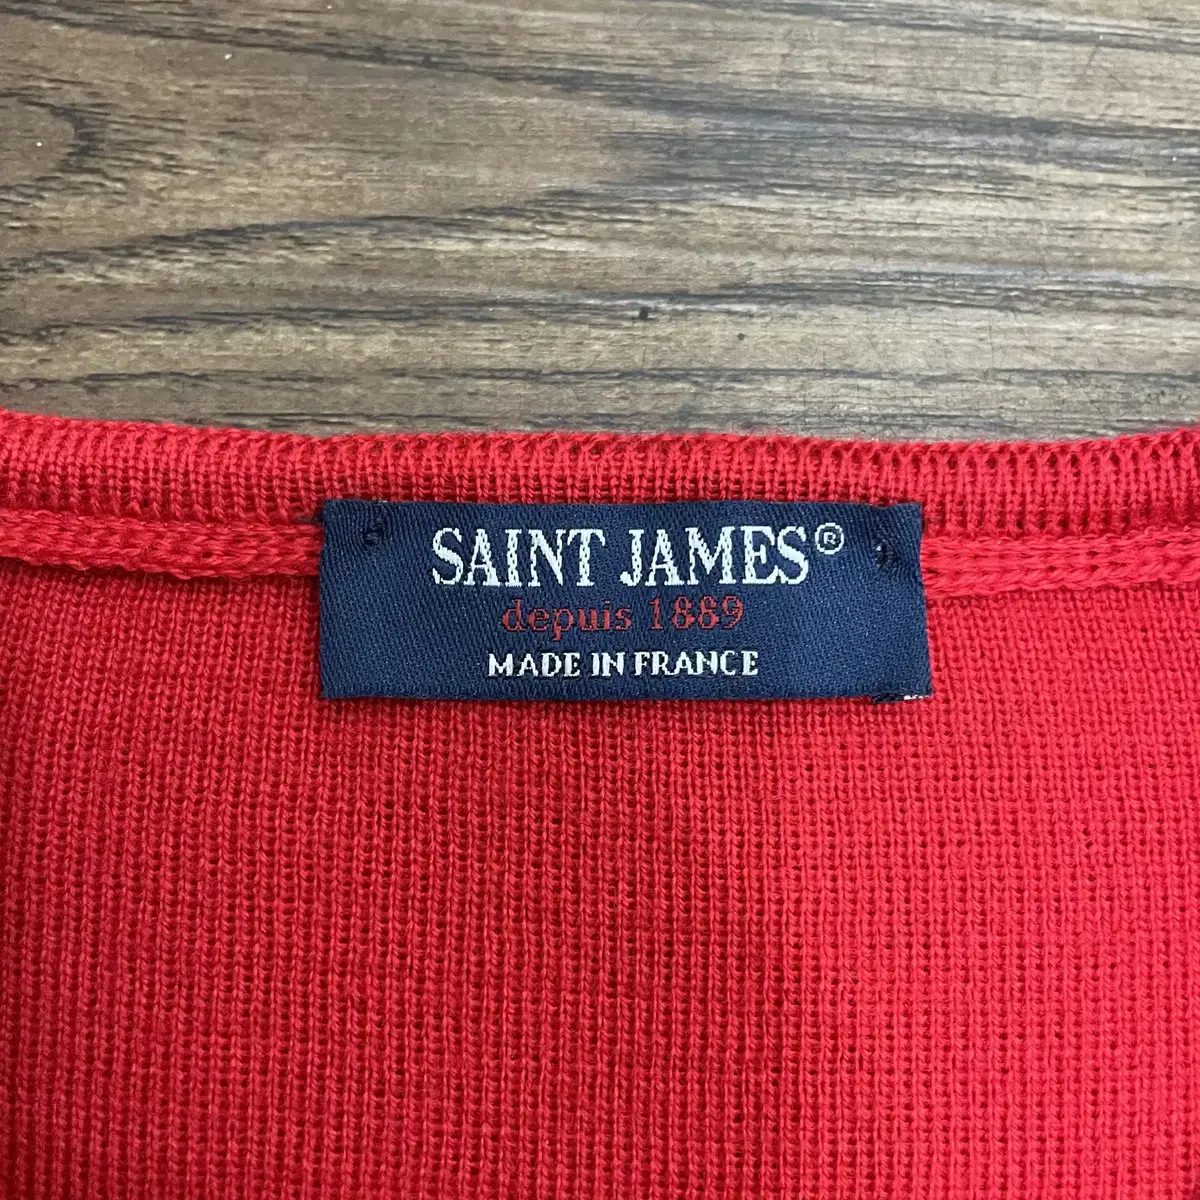 SAINT JAMES®
depuis 1889
MADE IN FRANCE